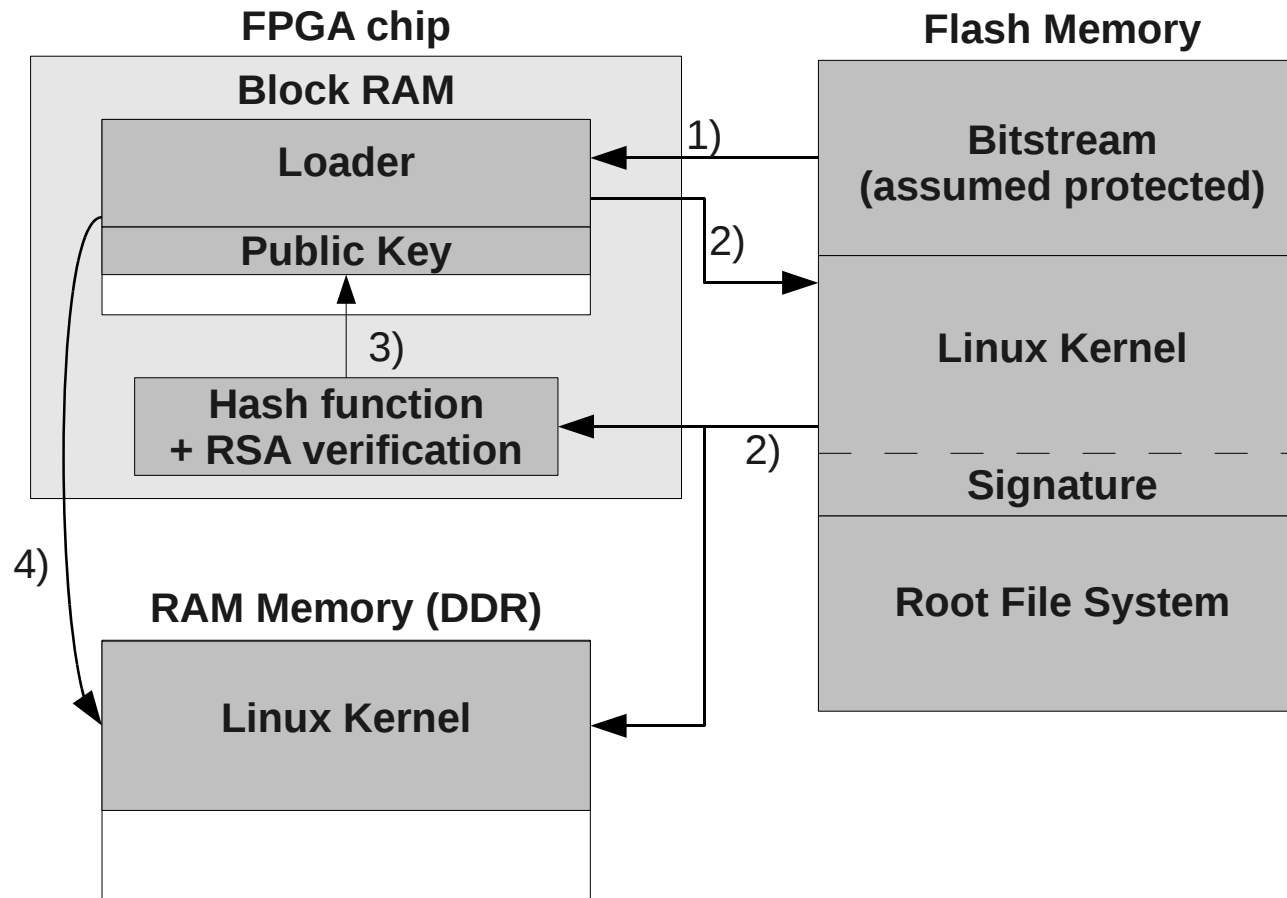 FPGA chip
Block RAM
Loader
Public Key
3)
Hash function
+ RSA verification
1)
2)
2)
4)
Flash Memory
Bitstream
(assumed protected)
Linux Kernel
Signature
Root File System
RAM Memory (DDR)
Linux Kernel